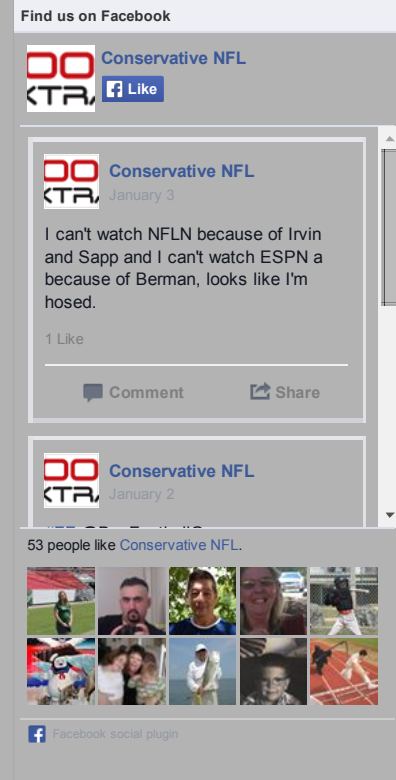 Find us on Facebook
Conservative NFL
Like
Conservative NFL
January 3
I can't watch NFLN because of Irvin
and Sapp and I can't watch ESPN a
because of Berman, looks like I'm
hosed.
1 Like
Comment Share
Conservative NFL
January 2
53 people like Conservative NFL.
Facebook social plugin